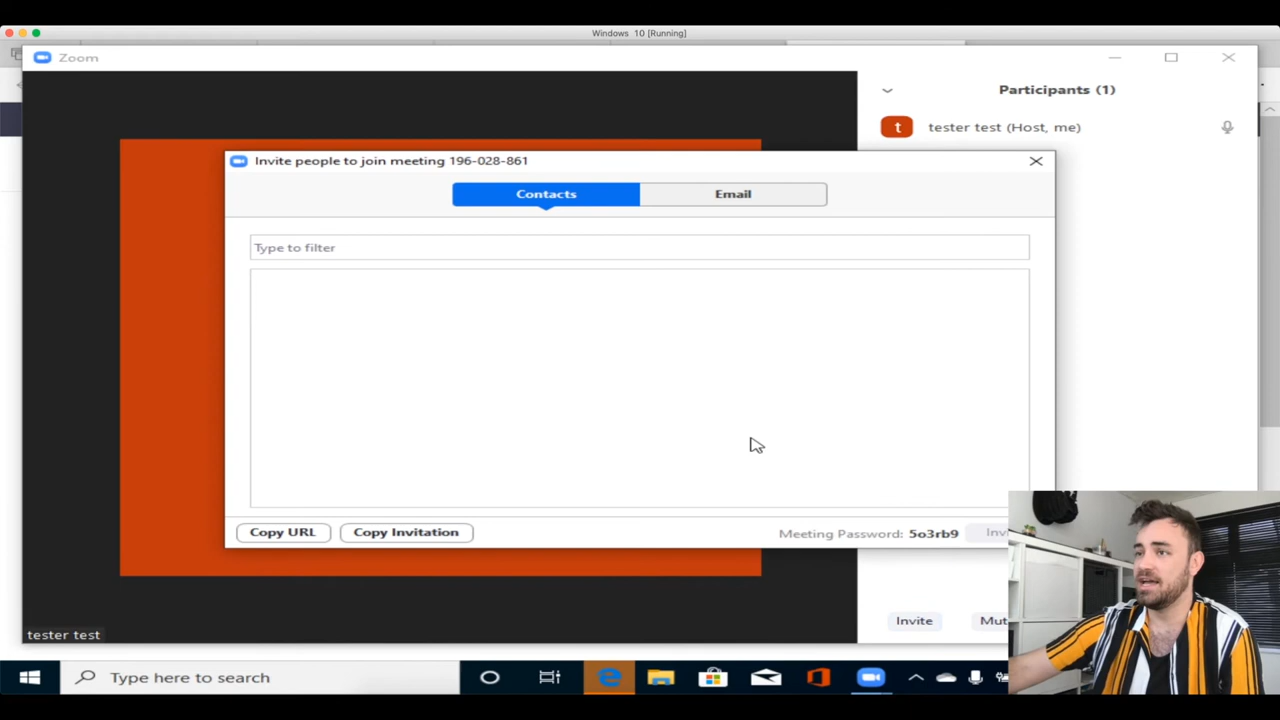 Windows 10 [Running]
Zoom
Participants (1)
t
tester test (Host, me)
Invite people to join meeting 196-028-861
Contacts
Email
Type to filter
Copy URL
Copy Invitation
Meeting Password: 5o3rb9
Invite
tester test
Type here to search